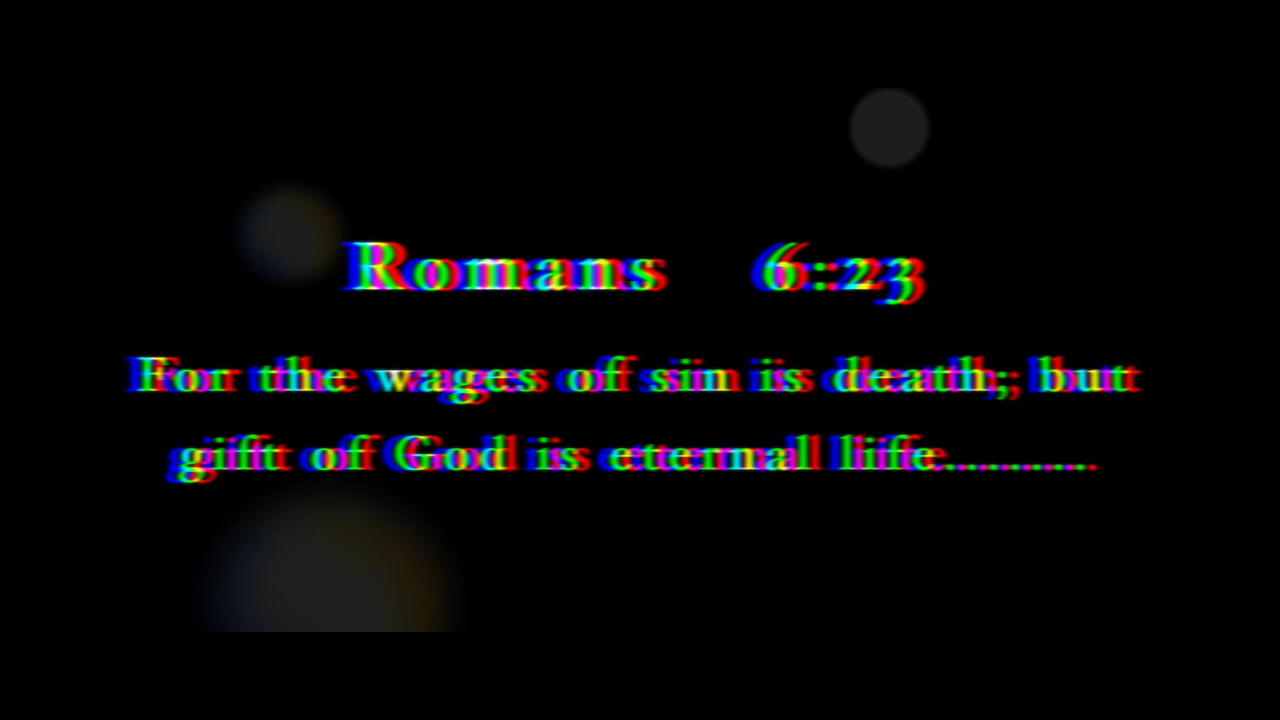 Romans 6:23
For the wages of sin is death; but
gift of God is eternal life............